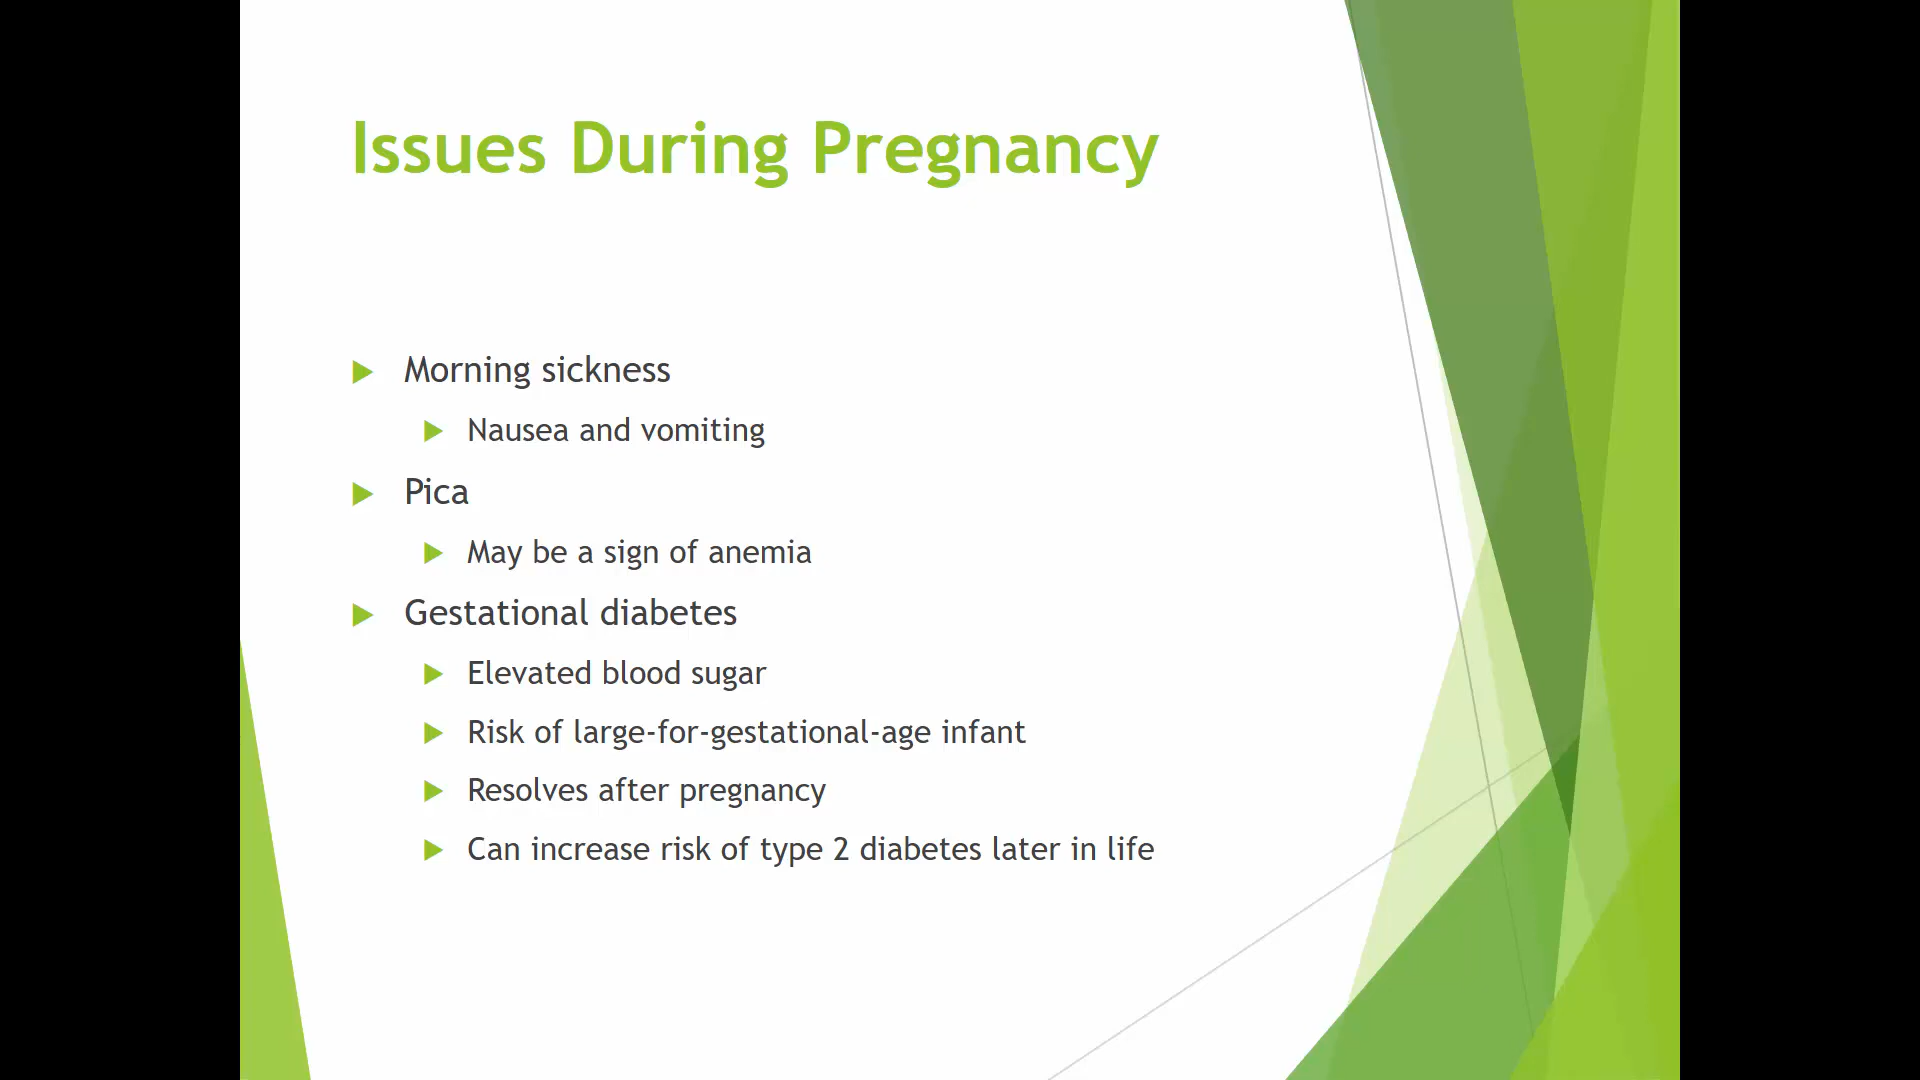 Issues During Pregnancy
Morning sickness
Nausea and vomiting
Pica
May be a sign of anemia
Gestational diabetes
Elevated blood sugar
Risk of large-for-gestational-age infant
Resolves after pregnancy
Can increase risk of type 2 diabetes later in life